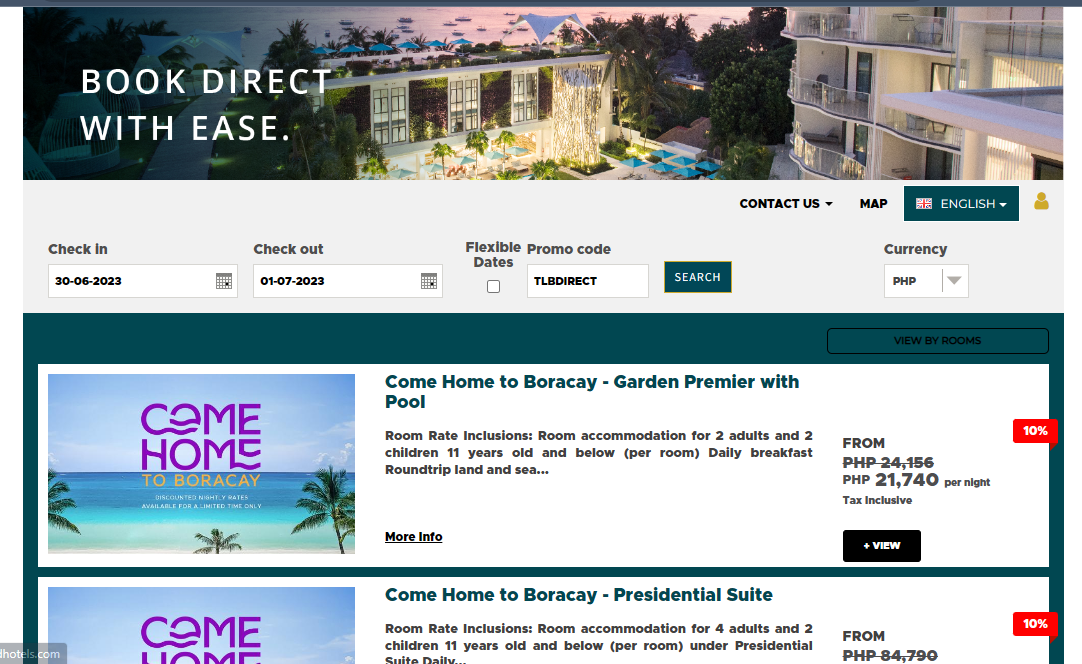 BOOK DIRECT
WITH EASE.
CONTACT US
MAP
ENGLISH
Check in
Check out
Flexible
Dates
Promo code
Currency
30-06-2023
01-07-2023
TLBDIRECT
SEARCH
PHP
VIEW BY ROOMS
COME
HOME
TO BORACAY
DISCOUNTED NIGHTLY RATES
AVAILABLE FOR A LIMITED TIME ONLY
Come Home to Boracay - Garden Premier with
Pool
Room Rate Inclusions: Room accommodation for 2 adults and 2
children 11 years old and below (per room) Daily breakfast
Roundtrip land and sea...
More Info
10%
FROM
PHP 24,156
PHP 21,740 per night
Tax Inclusive
+ VIEW
COME
HOME
Come Home to Boracay - Presidential Suite
Room Rate Inclusions: Room accommodation for 4 adults and 2
children 11 years old and below (per room) under Presidential
Suite Daily...
10%
FROM
PHP 84,790
dhotels.com